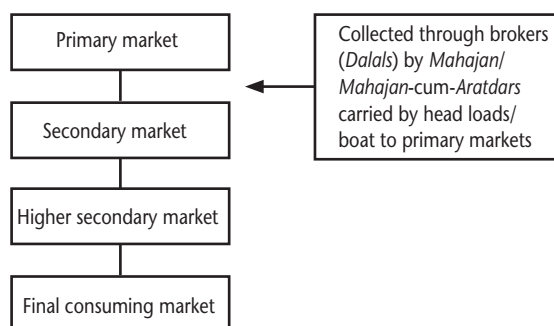 Primary market
Secondary market
Higher secondary market
Final consuming market
Collected through brokers
(Dalals) by Mahajan/
Mahajan-cum-Aratdars
carried by head loads/
boat to primary markets